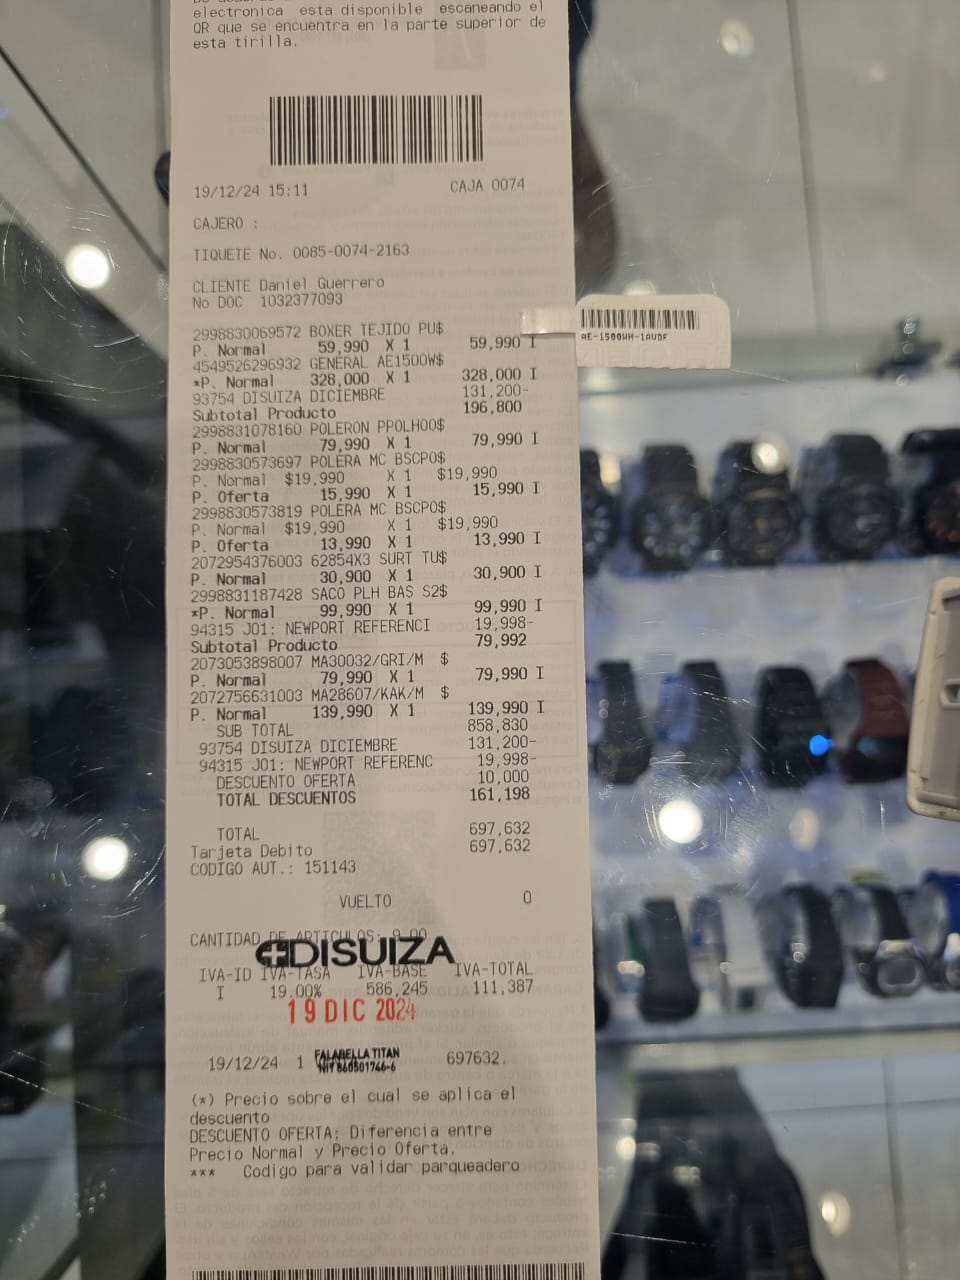 electronica esta disponible escaneando el
QR que se encuentra en la parte superior de
esta tirilla.
19/12/24 15:11 CAJA 0074
CAJERO :
TIQUETE No. 0085-0074-2163
CLIENTE Daniel Guerrero
No DOC 1032377093
2998830069572 BOXER TEJIDO PU$
P. Normal 59,990 X 1 59,990 I
4549526296932 GENERAL AE1500W$
*P. Normal 328,000 X 1 328,000 I
93754 DISUIZA DICIEMBRE 131,200-
Subtotal Producto 196,800
2998831078160 POLERON PPOLHOO$
P. Normal 79,990 X 1 79,990 I
2998830573697 POLERA MC BSCPO$
P. Normal $19,990 X 1 $19,990
P. Oferta 15,990 X 1 15,990 I
2998830573819 POLERA MC BSCPO$
P. Normal $19,990 X 1 $19,990
P. Oferta 13,990 X 1 13,990 I
2072954376003 62854X3 SURT TU$
P. Normal 30,900 X 1 30,900 I
2998831187428 SACO PLH BAS S2$
*P. Normal 99,990 X 1 99,990 I
94315 J01: NEWPORT REFERENCI 19,998-
Subtotal Producto 79,992
2073053898007 MA30032/GRI/M $
P. Normal 79,990 X 1 79,990 I
2072756631003 MA28607/KAK/M $
P. Normal 139,990 X 1 139,990 I
SUB TOTAL 858,830
93754 DISUIZA DICIEMBRE 131,200-
94315 J01: NEWPORT REFERENC 19,998-
DESCUENTO OFERTA 10,000
TOTAL DESCUENTOS 161,198
TOTAL 697,632
Tarjeta Debito 697,632
CODIGO AUT.: 151143
VUELTO 0
CANTIDAD DE ARTICULOS: 9.00
DISUIZA
IVA-ID IVA-TASA IVA-BASE IVA-TOTAL
I 19.00% 586,245 111,387
19 DIC 2024
19/12/24 1 697632.
FALABELLA TITAN
NIT 860501746-6
(*) Precio sobre el cual se aplica el
descuento
DESCUENTO OFERTA: Diferencia entre
Precio Normal y Precio Oferta.
*** Codigo para validar parqueadero
AE-1500WH-1AVDF